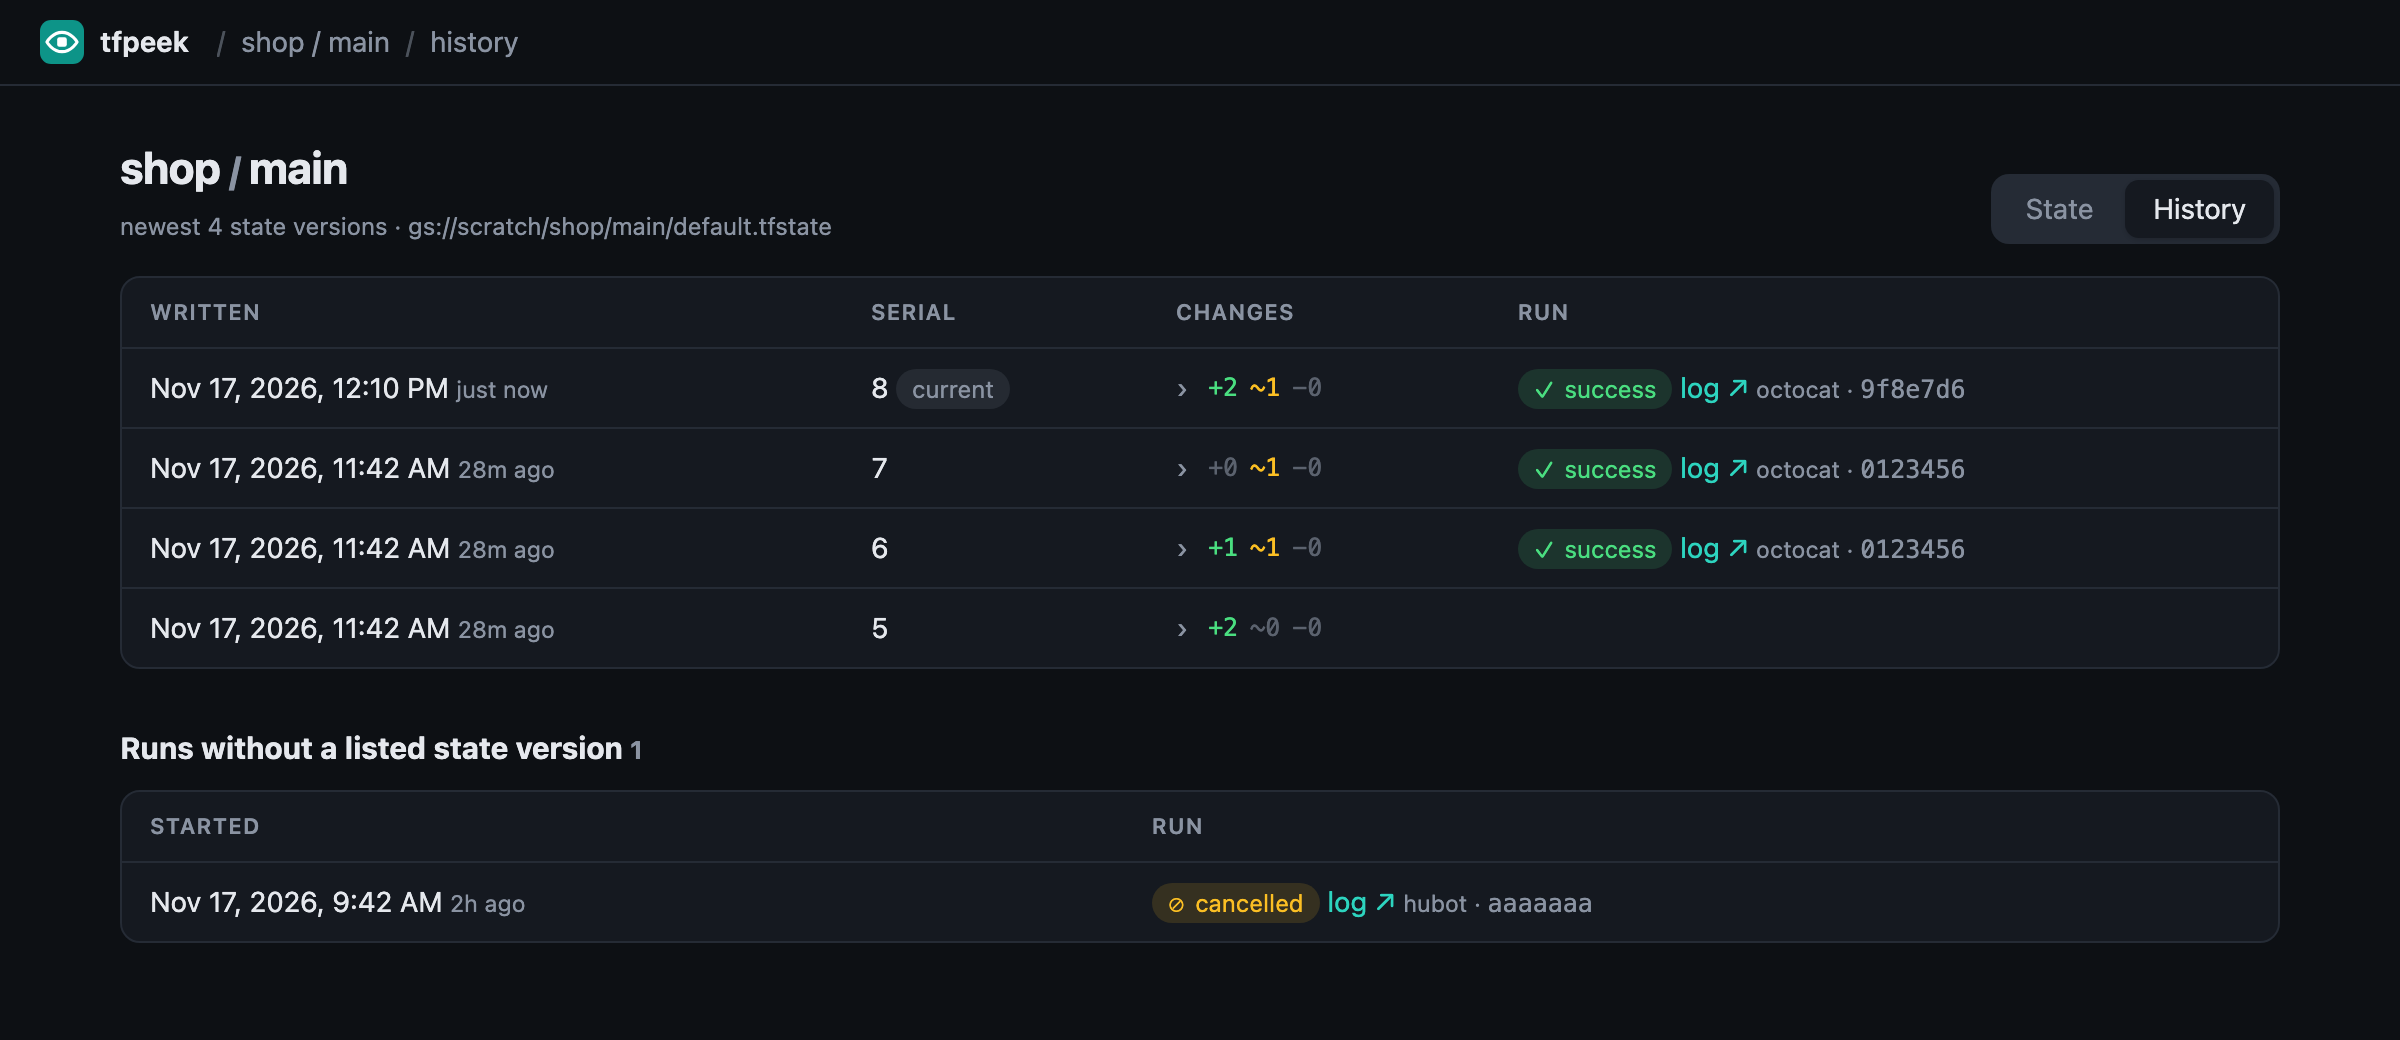 tfpeek / shop / main / history
shop / main
newest 4 state versions · gs://scratch/shop/main/default.tfstate
State History
WRITTEN SERIAL CHANGES RUN
Nov 17, 2026, 12:10 PM just now 8 current › +2 ~1 −0 ✓ success log ↗ octocat · 9f8e7d6
Nov 17, 2026, 11:42 AM 28m ago 7 › +0 ~1 −0 ✓ success log ↗ octocat · 0123456
Nov 17, 2026, 11:42 AM 28m ago 6 › +1 ~1 −0 ✓ success log ↗ octocat · 0123456
Nov 17, 2026, 11:42 AM 28m ago 5 › +2 ~0 −0
Runs without a listed state version 1
STARTED RUN
Nov 17, 2026, 9:42 AM 2h ago ⊘ cancelled log ↗ hubot · aaaaaaa